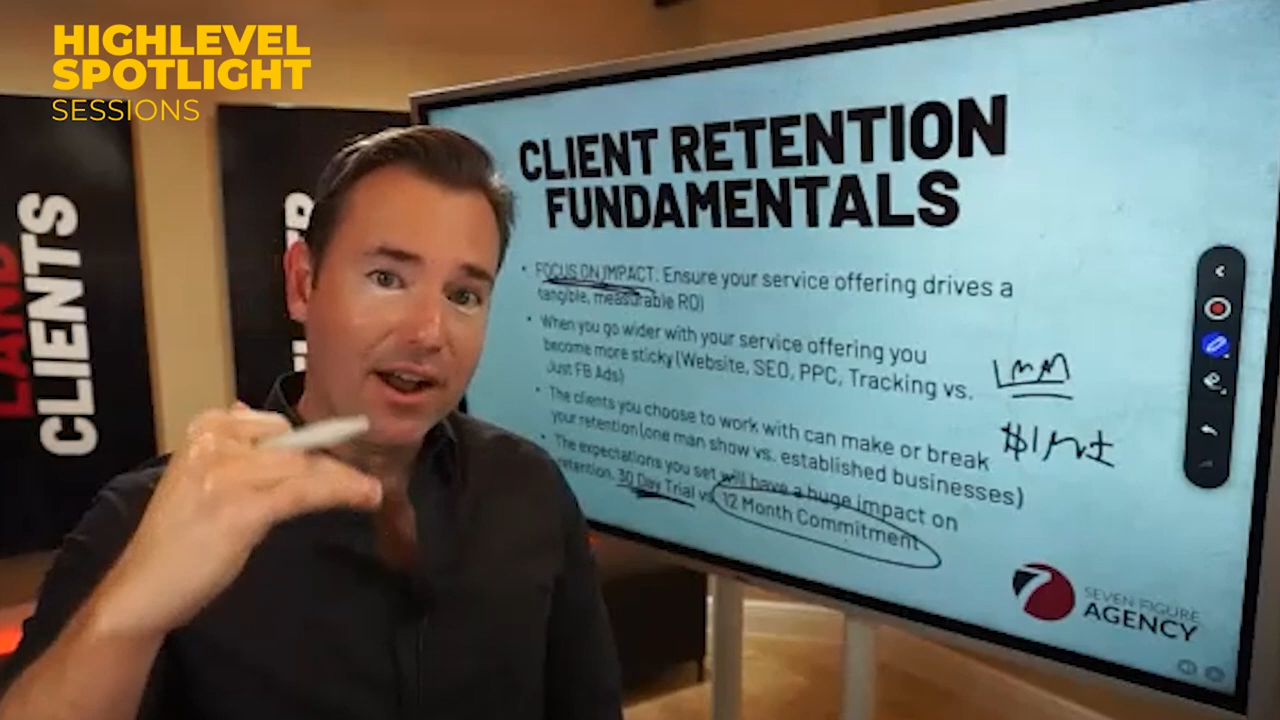 HIGHLEVEL
SPOTLIGHT
SESSIONS
LAND
CLIENTS
CLIENT RETENTION
FUNDAMENTALS
• FOCUS ON IMPACT. Ensure your service offering drives a
tangible, measurable ROI)
• When you go wider with your service offering you
become more sticky (Website, SEO, PPC, Tracking vs.
Just FB Ads)
• The clients you choose to work with can make or break
your retention (one man show vs. established businesses)
• The expectations you set will have a huge impact on
retention. 30 Day Trial vs 12 Month Commitment
7
SEVEN FIGURE
AGENCY